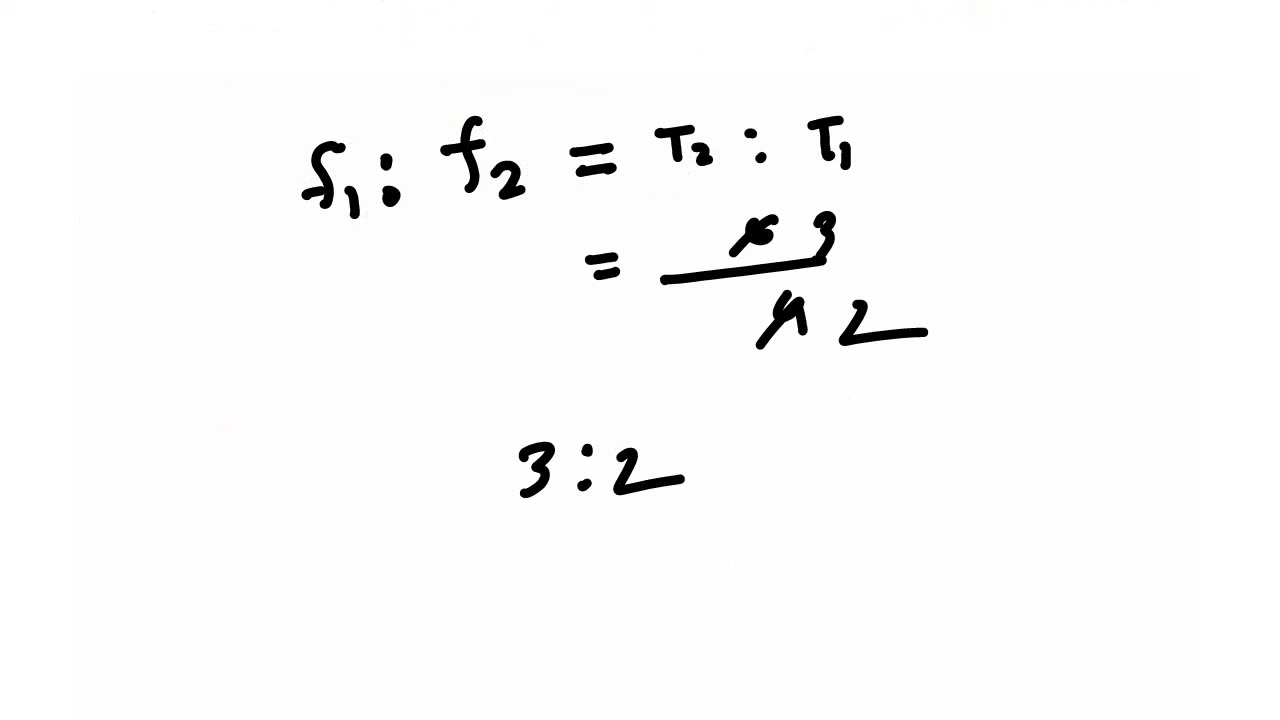 f₁ : f₂ = T₂ : T₁
= 6 3
4 2
3 : 2